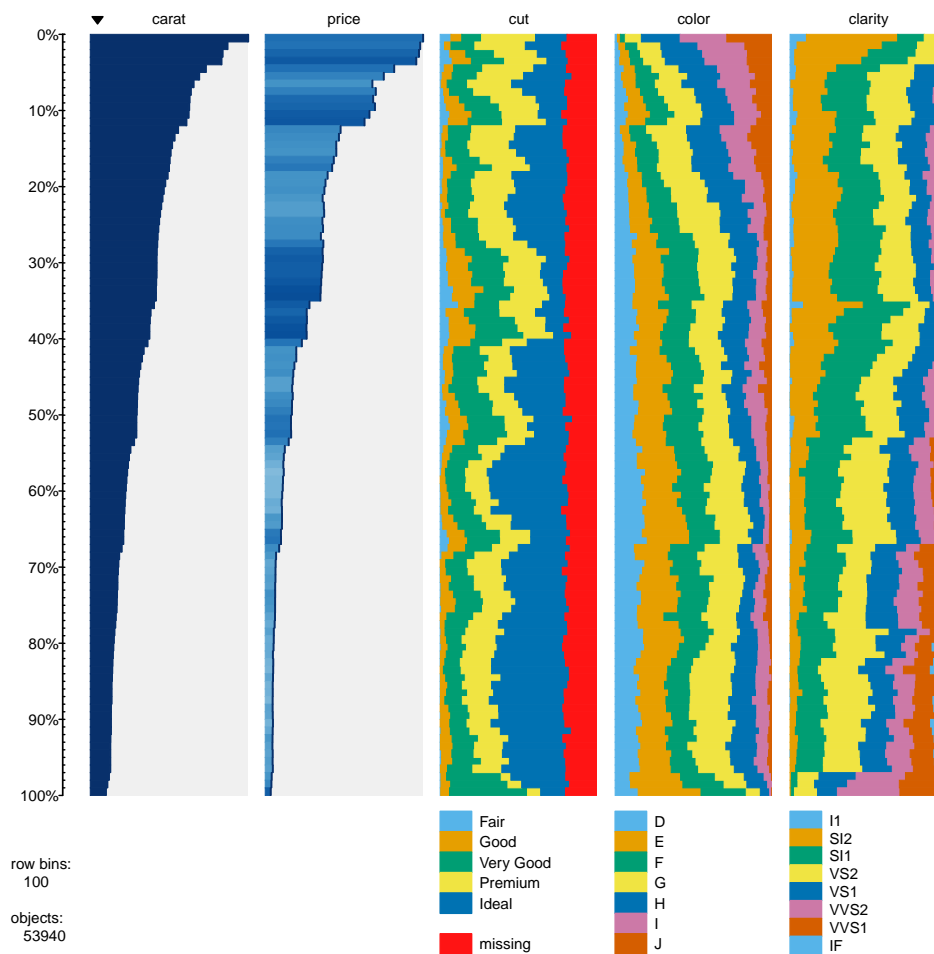 carat
price
cut
color
clarity
0%
10%
20%
30%
40%
50%
60%
70%
80%
90%
100%
row bins:
100
objects:
53940
Fair
Good
Very Good
Premium
Ideal
missing
D
E
F
G
H
I
J
I1
SI2
SI1
VS2
VS1
VVS2
VVS1
IF